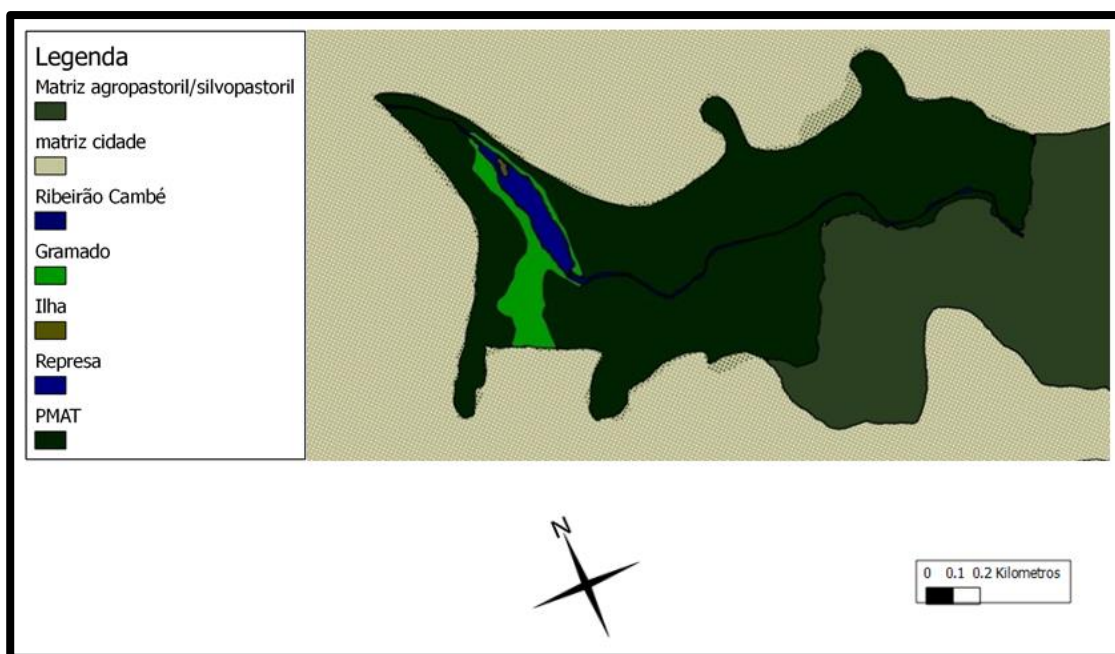 Legenda
Matriz agropastoril/silvopastoril
matriz cidade
Ribeirão Cambé
Gramado
Ilha
Represa
PMAT
N
0 0.1 0.2 Kilometros